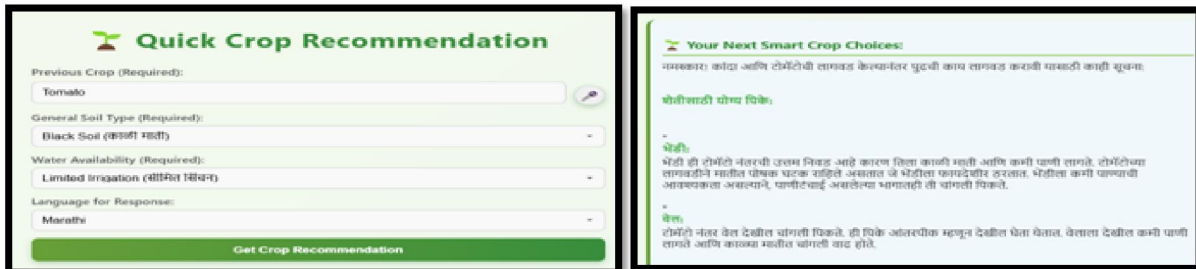 Quick Crop Recommendation
Previous Crop (Required):
Tomato
General Soil Type (Required):
Black Soil (काळी माती)
Water Availability (Required):
Limited Irrigation (सीमित सिंचन)
Language for Response:
Marathi
Get Crop Recommendation
Your Next Smart Crop Choices:
नमस्कार! कांदा आणि टोमॅटोची लागवड केल्यानंतर पुढची काय लागवड करावी यासाठी काही सूचना:
शेतीसाठी योग्य पिके:
-
भेंडी:
भेंडी ही टोमॅटो नंतरची उत्तम निवड आहे कारण तिला काळी माती आणि कमी पाणी लागते. टोमॅटोच्या
लागवडीने मातीत पोषक घटक राहिले असतात जे भेंडीला फायदेशीर ठरतात. भेंडीला कमी पाण्याची
आवश्यकता असल्याने, पाणीटंचाई असलेल्या भागातही ती चांगली पिकते.
-
वेल:
टोमॅटो नंतर वेल देखील चांगली पिकते. ही पिके आंतरपीक म्हणून देखील घेता येतात. वेलाला देखील कमी पाणी
लागते आणि काळ्या मातीत चांगली वाढ होते.